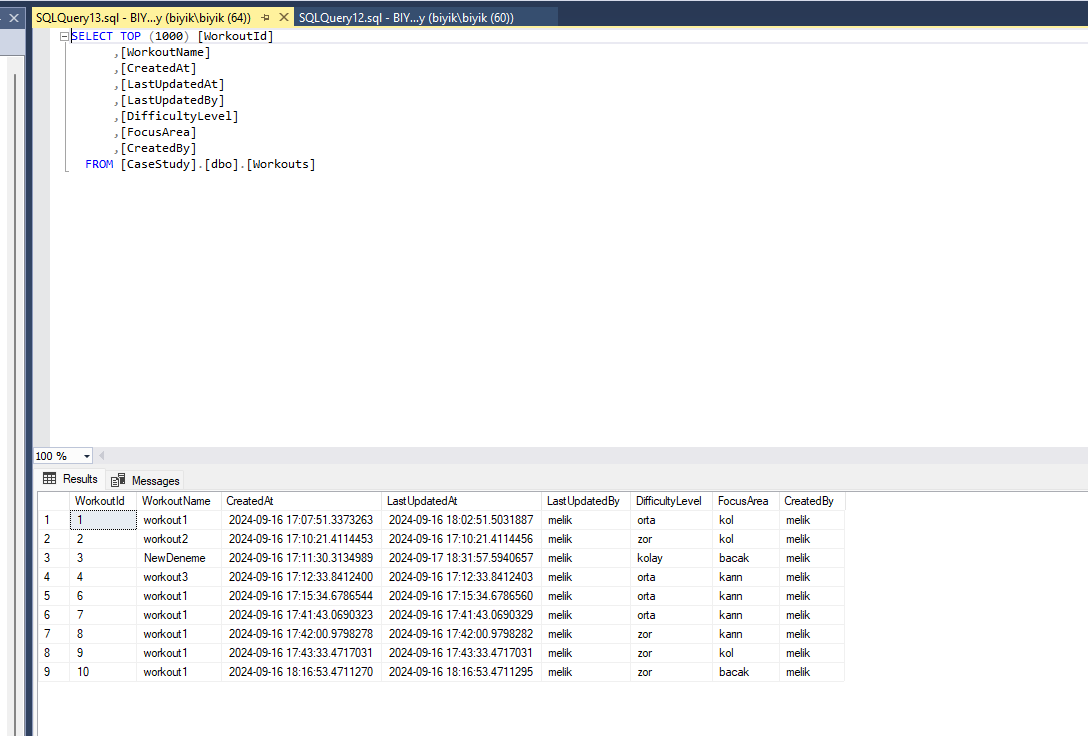 SQLQuery13.sql - BIY...y (biyik\biyik (64)) SQLQuery12.sql - BIY...y (biyik\biyik (60))
SELECT TOP (1000) [WorkoutId]
,[WorkoutName]
,[CreatedAt]
,[LastUpdatedAt]
,[LastUpdatedBy]
,[DifficultyLevel]
,[FocusArea]
,[CreatedBy]
FROM [CaseStudy].[dbo].[Workouts]
100 %
Results Messages
WorkoutId WorkoutName CreatedAt LastUpdatedAt LastUpdatedBy DifficultyLevel FocusArea CreatedBy
1 1 workout1 2024-09-16 17:07:51.3373263 2024-09-16 18:02:51.5031887 melik orta kol melik
2 2 workout2 2024-09-16 17:10:21.4114453 2024-09-16 17:10:21.4114456 melik zor kol melik
3 3 NewDeneme 2024-09-16 17:11:30.3134989 2024-09-17 18:31:57.5940657 melik kolay bacak melik
4 4 workout3 2024-09-16 17:12:33.8412400 2024-09-16 17:12:33.8412403 melik orta karın melik
5 6 workout1 2024-09-16 17:15:34.6786544 2024-09-16 17:15:34.6786560 melik orta karın melik
6 7 workout1 2024-09-16 17:41:43.0690323 2024-09-16 17:41:43.0690329 melik orta karın melik
7 8 workout1 2024-09-16 17:42:00.9798278 2024-09-16 17:42:00.9798282 melik zor karın melik
8 9 workout1 2024-09-16 17:43:33.4717031 2024-09-16 17:43:33.4717031 melik zor kol melik
9 10 workout1 2024-09-16 18:16:53.4711270 2024-09-16 18:16:53.4711295 melik zor bacak melik